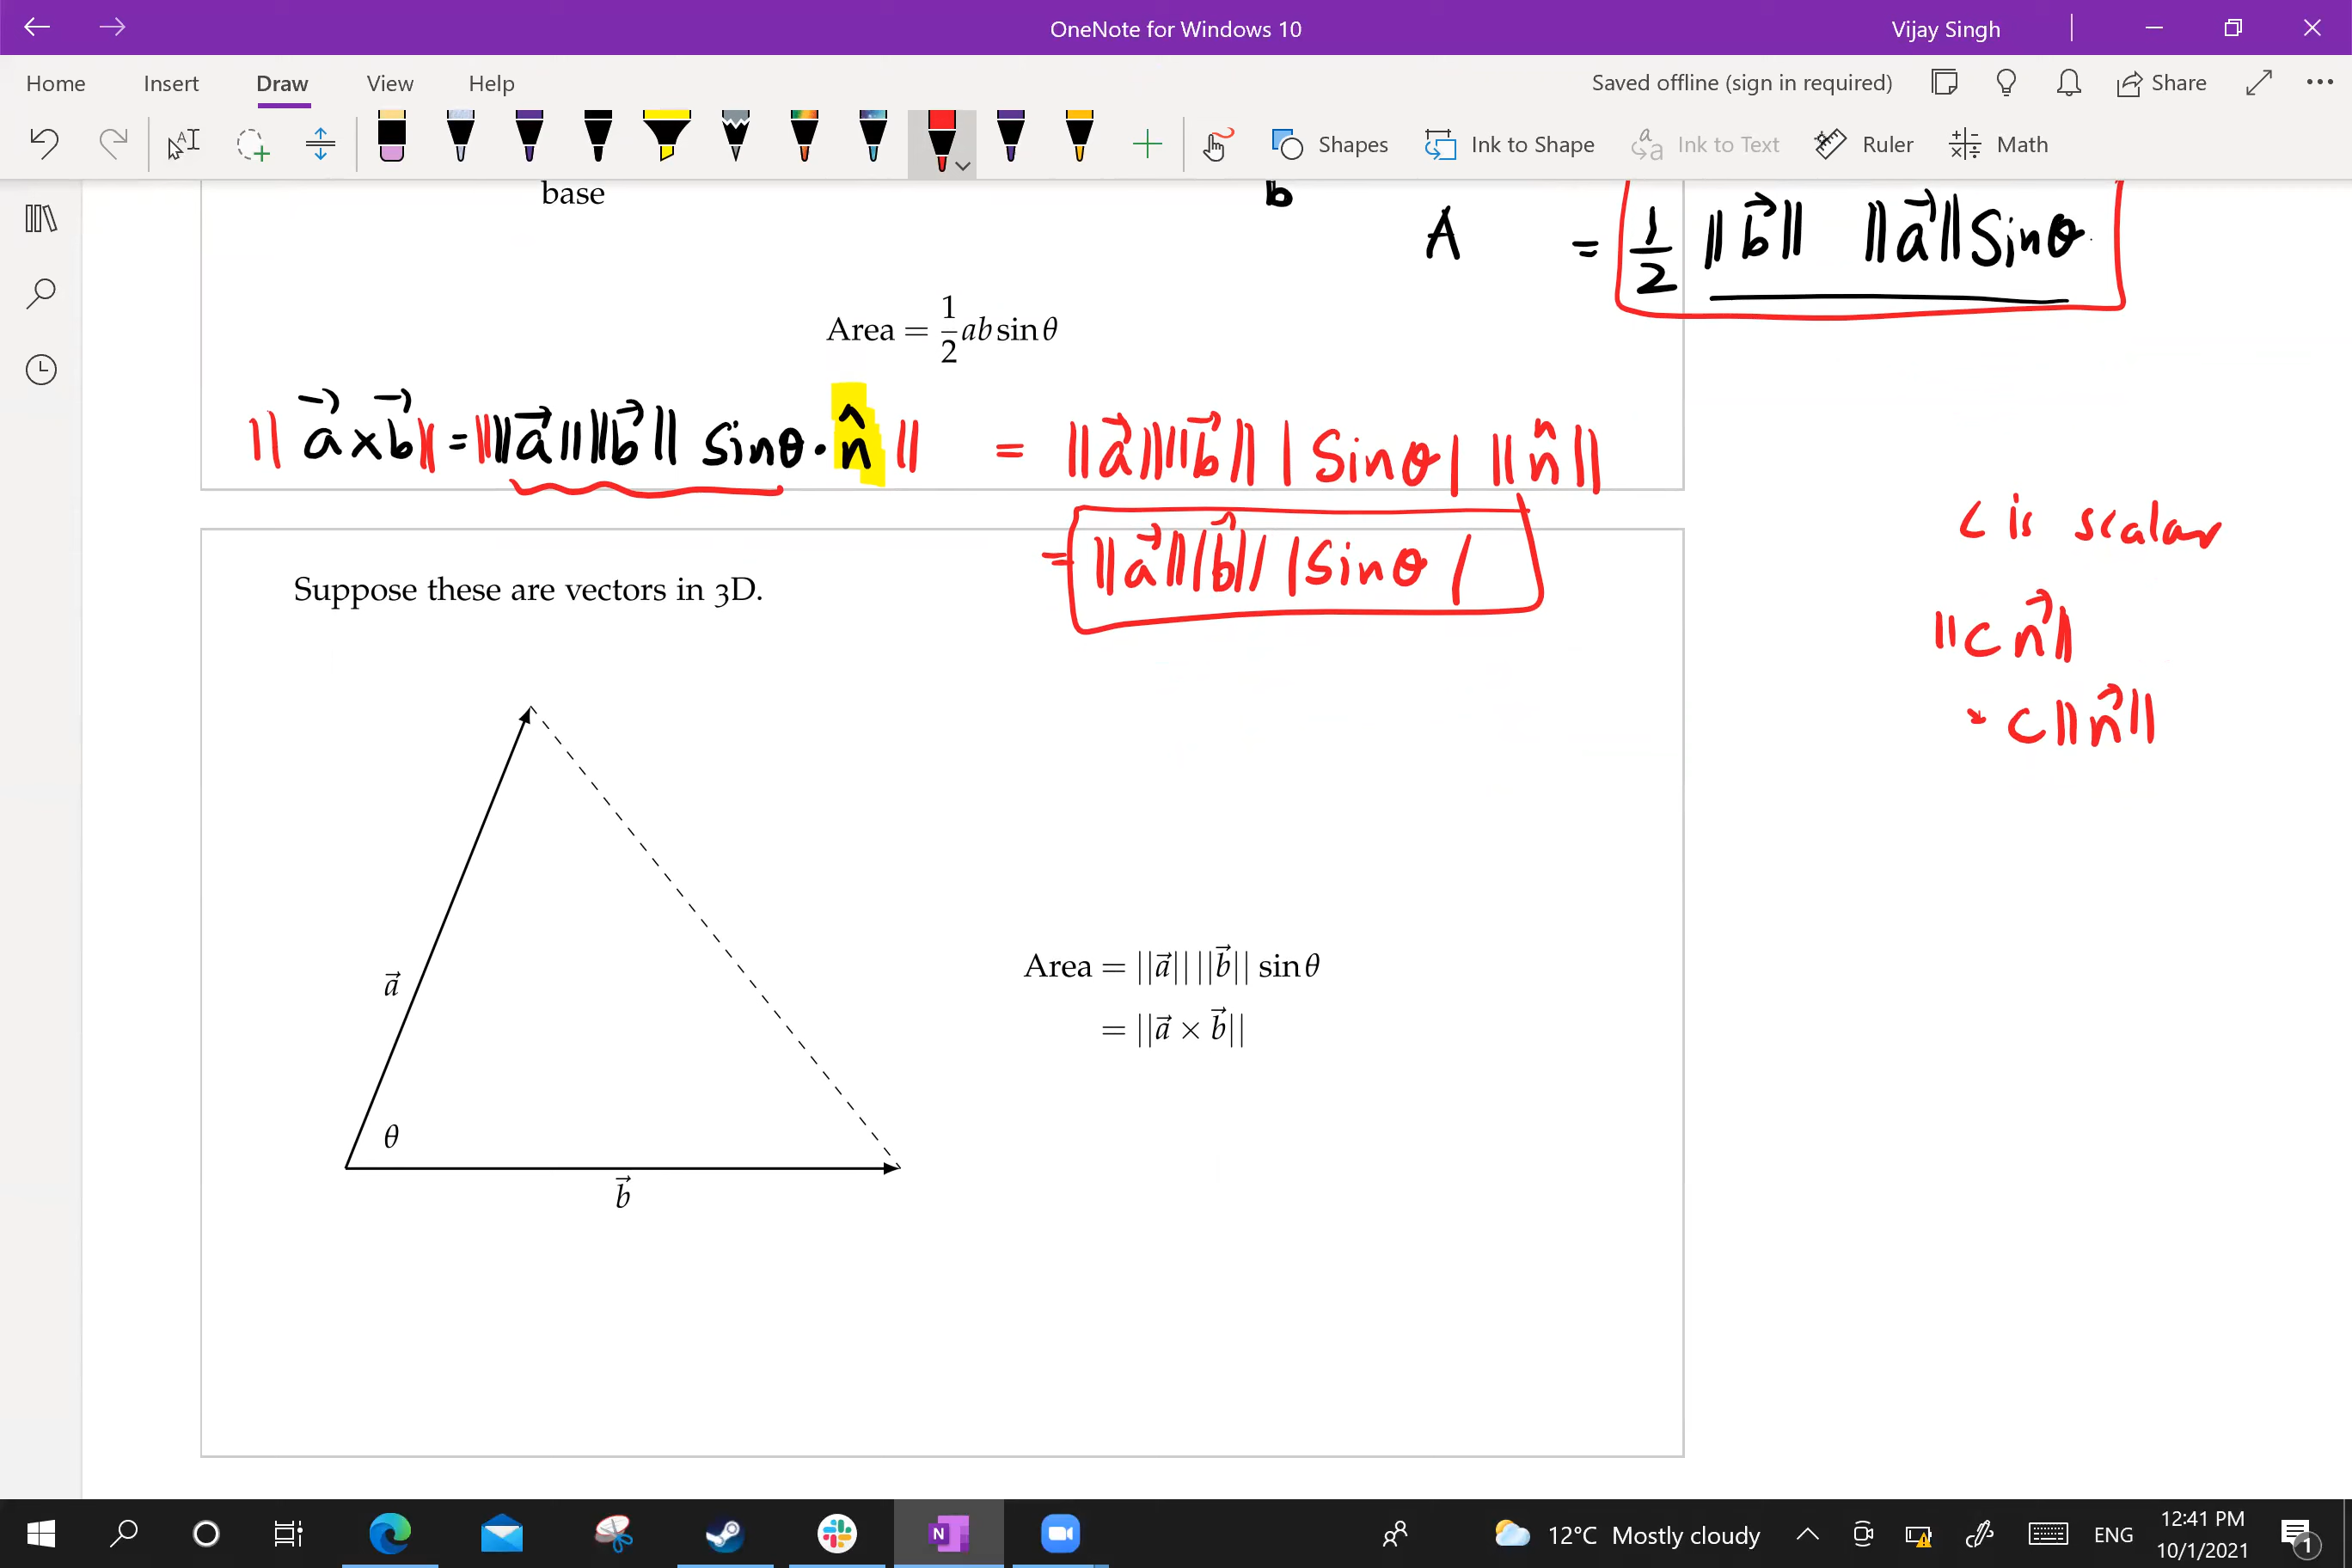 OneNote for Windows 10 Vijay Singh
Home Insert Draw View Help Saved offline (sign in required) Share
Shapes Ink to Shape Ink to Text Ruler Math
base
b
A = 1/2 ||b⃗|| ||a⃗|| Sinθ
Area = 1/2 ab sin θ
|| a⃗ × b⃗ || = || ||a⃗|| ||b⃗|| sinθ · n̂ || = ||a⃗|| ||b⃗|| |Sinθ| ||n̂||
= ||a⃗|| ||b⃗|| |Sinθ|
C is scalar
||C n⃗||
C ||n⃗||
Suppose these are vectors in 3D.
a⃗
Area = ||a⃗|| ||b⃗|| sin θ
= ||a⃗ × b⃗||
θ
b⃗
12°C Mostly cloudy ENG 12:41 PM
10/1/2021 1